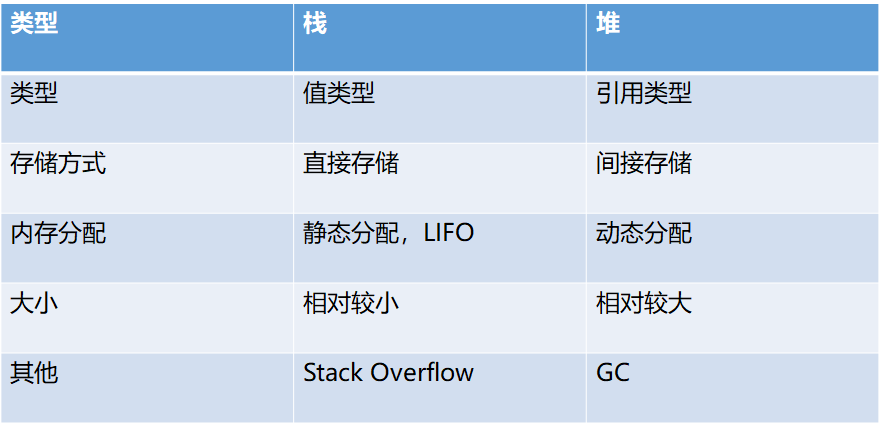 类型 栈 堆
类型 值类型 引用类型
存储方式 直接存储 间接存储
内存分配 静态分配，LIFO 动态分配
大小 相对较小 相对较大
其他 Stack Overflow GC